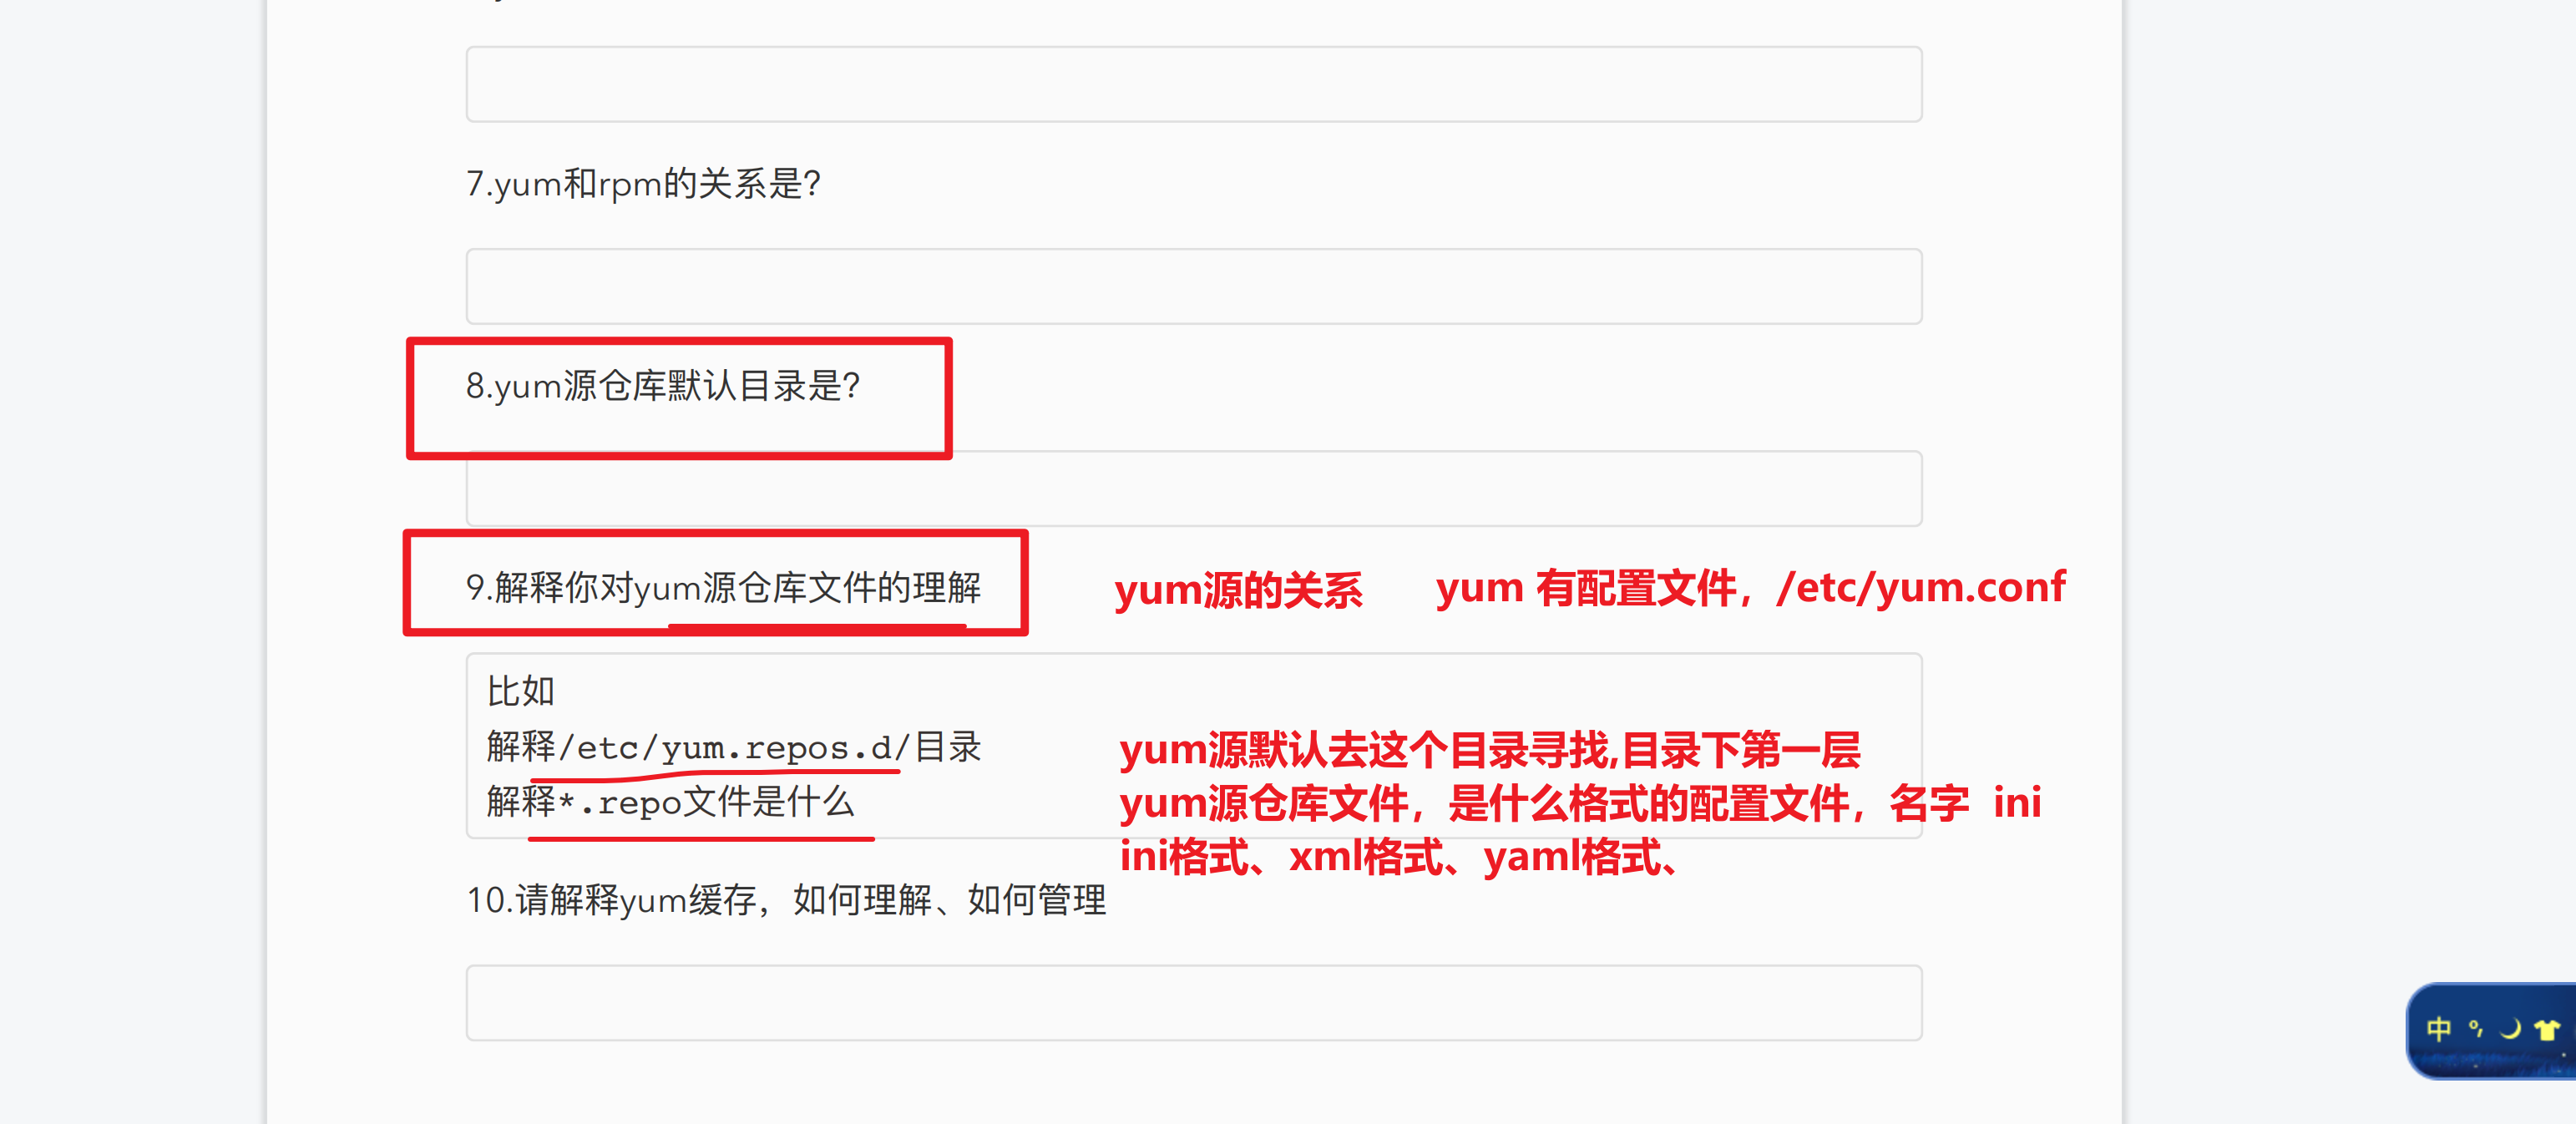 7.yum和rpm的关系是?
8.yum源仓库默认目录是?
9.解释你对yum源仓库文件的理解
yum源的关系
yum 有配置文件，/etc/yum.conf
比如
解释/etc/yum.repos.d/目录
yum源默认去这个目录寻找,目录下第一层
解释*.repo文件是什么
yum源仓库文件，是什么格式的配置文件，名字 ini
ini格式、xml格式、yaml格式、
10.请解释yum缓存，如何理解、如何管理
中